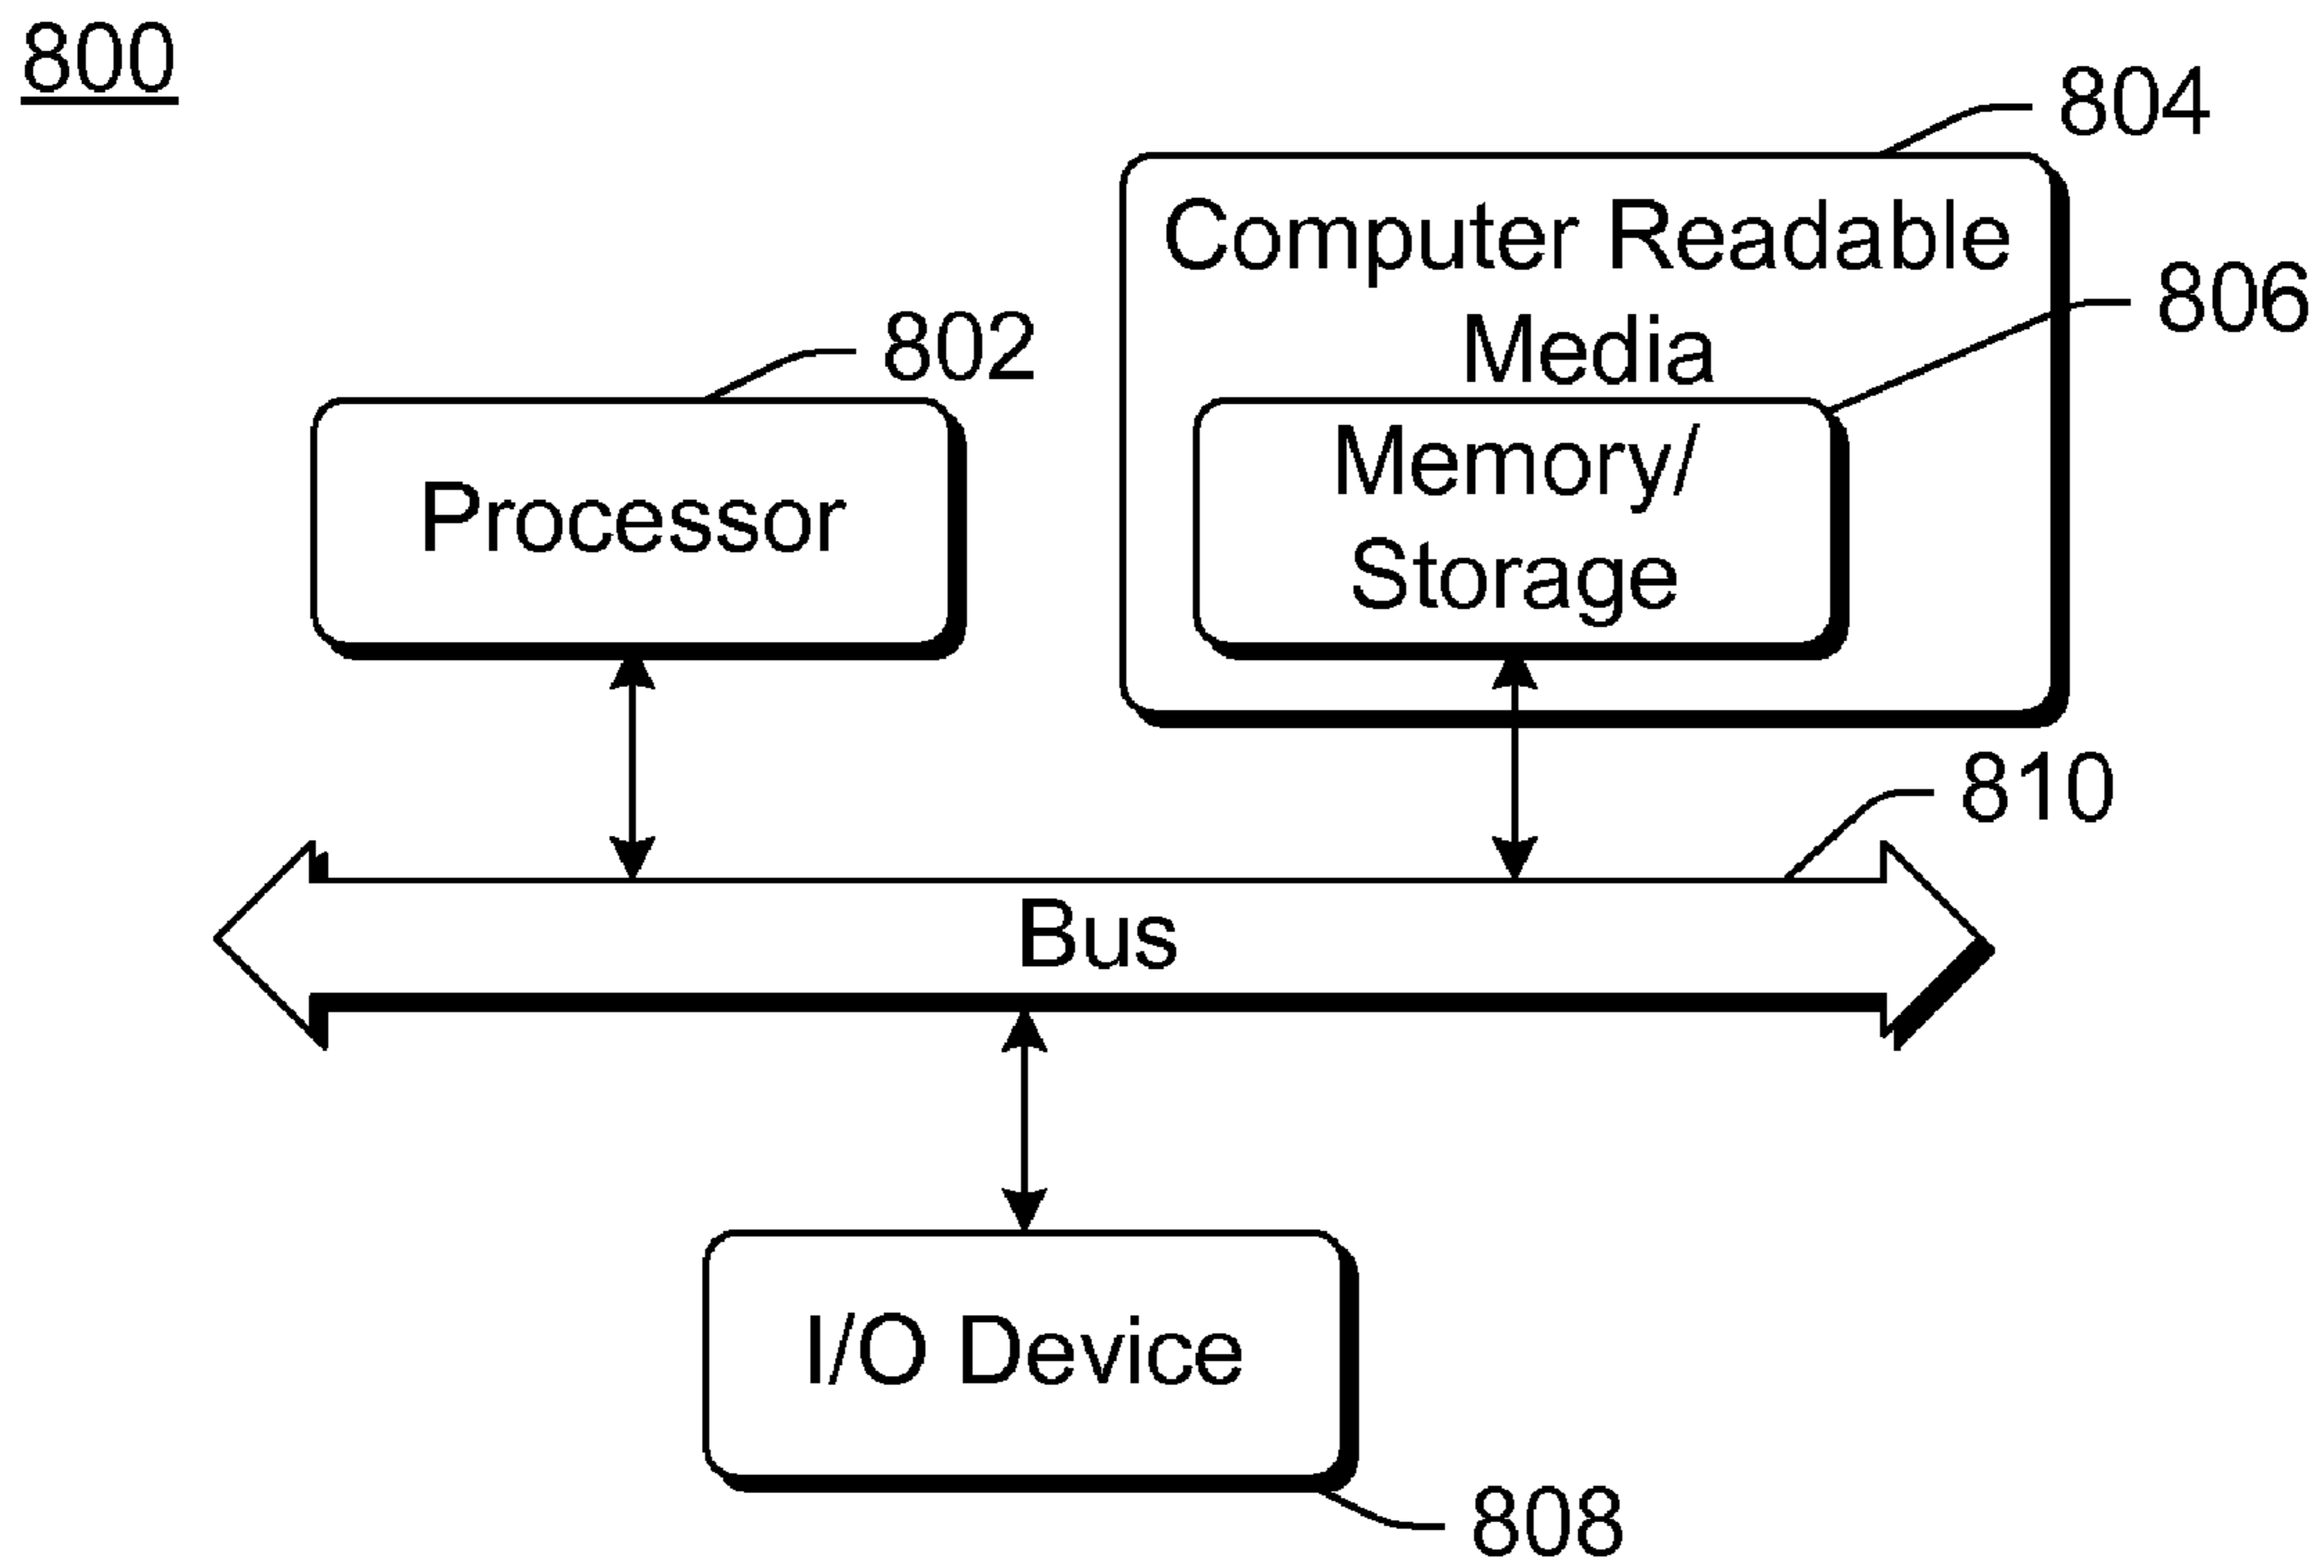 800
804
Computer Readable
Media
806
802
Processor
Memory/
Storage
810
Bus
I/O Device
808